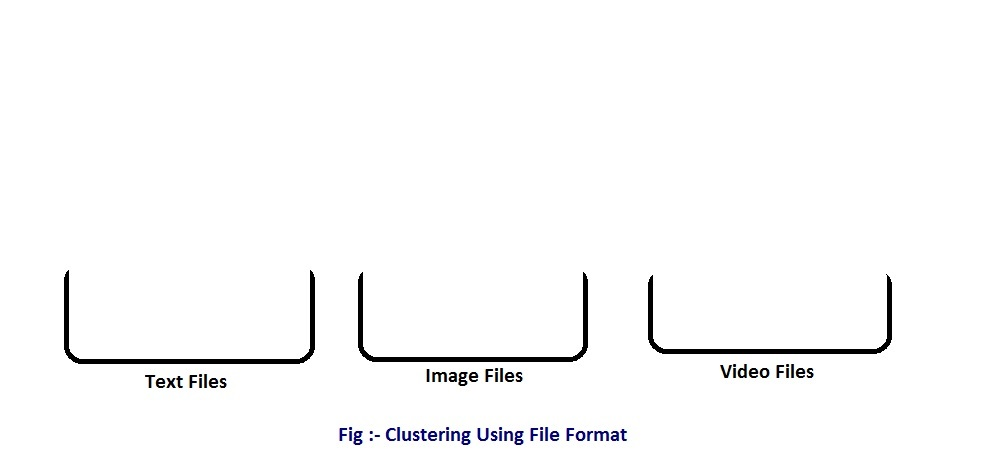 Text Files
Image Files
Video Files
Fig :- Clustering Using File Format